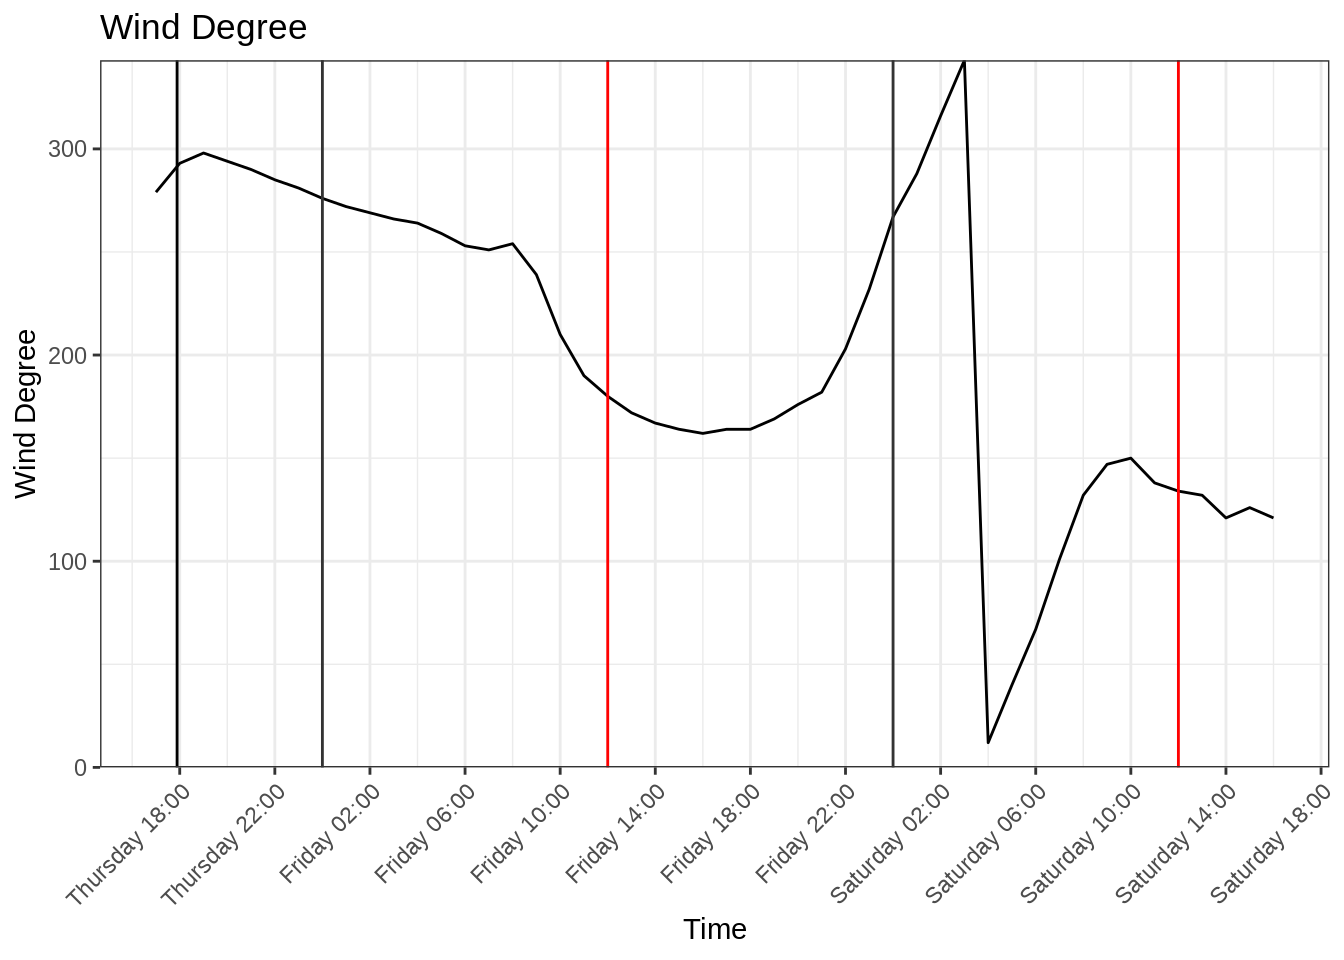 Wind Degree
Wind Degree
300
200
100
0
Thursday 18:00
Thursday 22:00
Friday 02:00
Friday 06:00
Friday 10:00
Friday 14:00
Friday 18:00
Friday 22:00
Saturday 02:00
Saturday 06:00
Saturday 10:00
Saturday 14:00
Saturday 18:00
Time